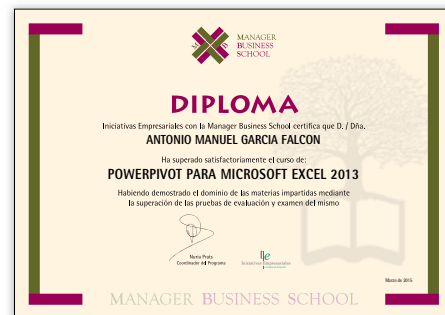 MANAGER
BUSINESS
SCHOOL
M B
DIPLOMA
Iniciativas Empresariales con la Manager Business School certifica que D. / Dña.
ANTONIO MANUEL GARCIA FALCON
Ha superado satisfactoriamente el curso de:
POWERPIVOT PARA MICROSOFT EXCEL 2013
Habiendo demostrado el dominio de las materias impartidas mediante
la superación de las pruebas de evaluación y examen del mismo
Nuria Prats
Coordinador del Programa
Iniciativas Empresariales
Marzo de 2015
MANAGER BUSINESS SCHOOL